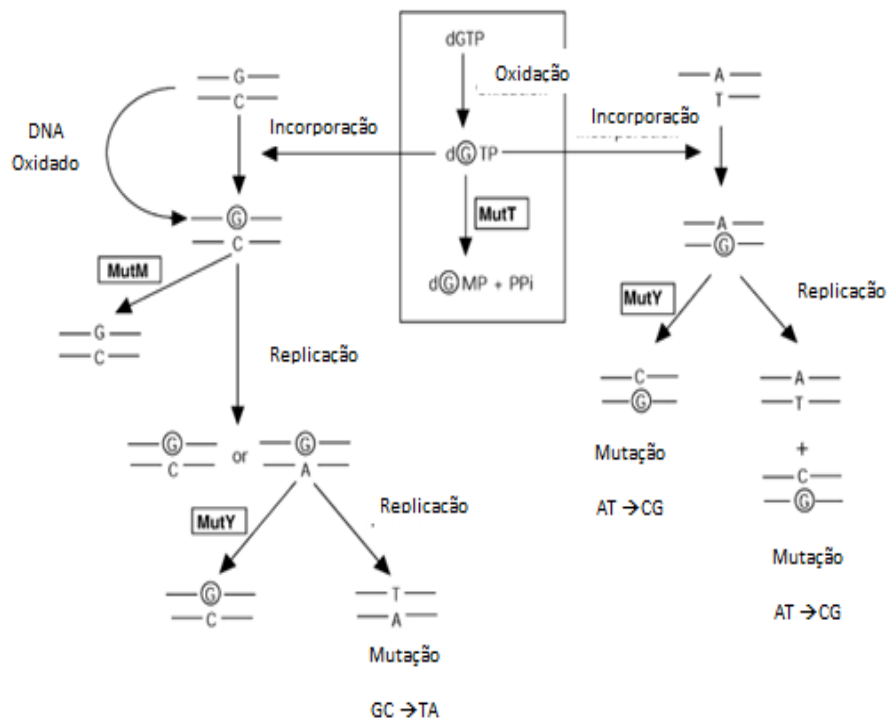 dGTP
Oxidação
G
C
A
T
DNA
Oxidado
Incorporação
dGTP
Incorporação
MutT
G
C
A
G
MutM
dGMP + PPi
MutY
Replicação
G
C
Replicação
C
G
A
T
G
C
or
G
A
Mutação
AT →CG
+
C
G
MutY
Replicação
Mutação
AT →CG
G
C
T
A
Mutação
GC →TA